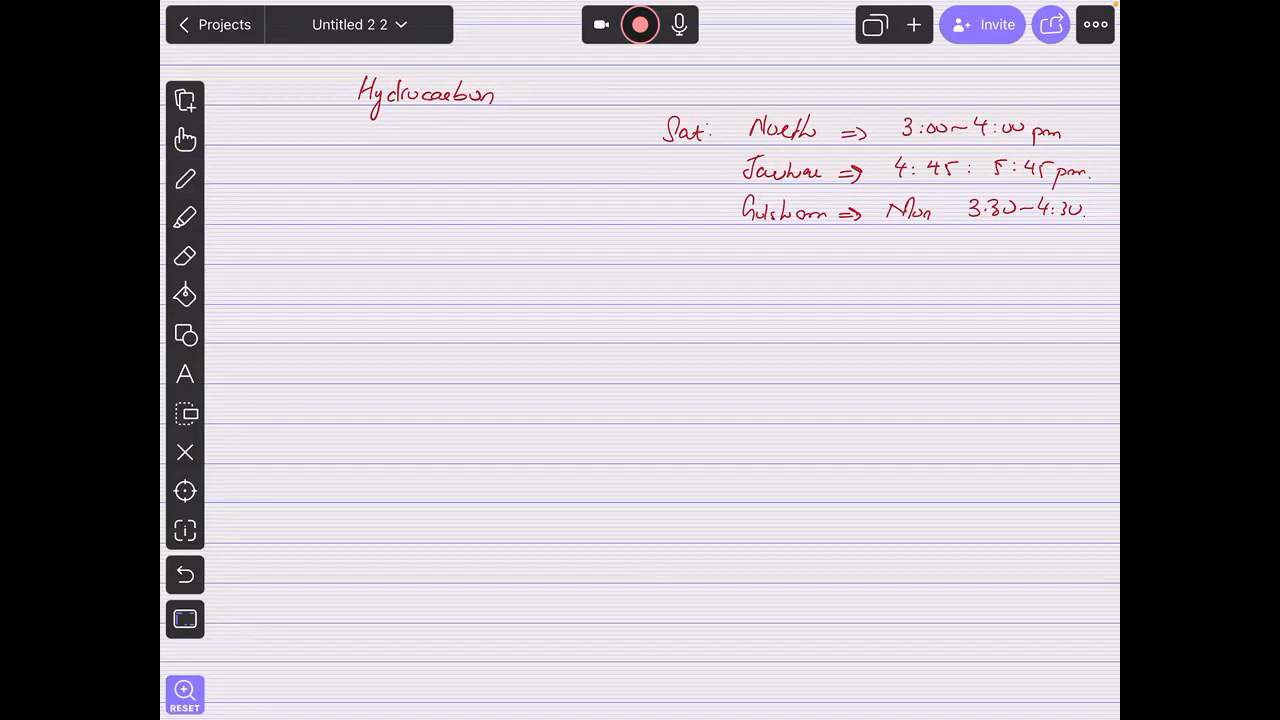 Projects
Untitled 2 2
Invite
Hydrocarbon
Sat: North => 3:00~4:00 pm
Jauhar => 4:45: 5:45 pm.
Gulshan => Mon 3.30~4:30.
A
RESET